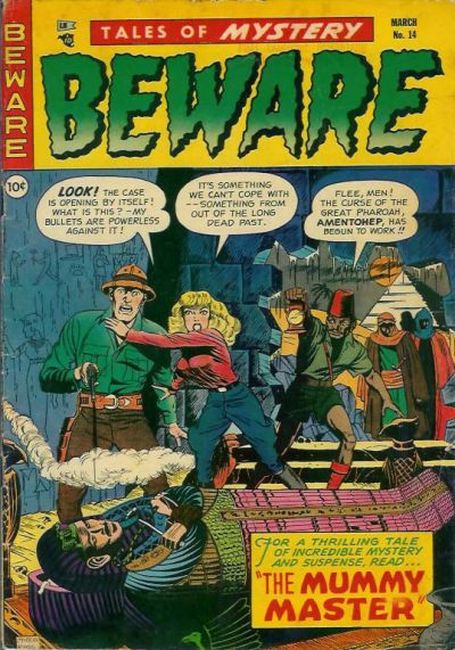 BEWARE
TALES OF MYSTERY
MARCH
No. 14
BEWARE
10¢
LOOK! THE CASE
IS OPENING BY ITSELF!
WHAT IS THIS? - MY
BULLETS ARE POWERLESS
AGAINST IT!
IT'S SOMETHING
WE CAN'T COPE WITH
--SOMETHING FROM
OUT OF THE LONG
DEAD PAST.
FLEE, MEN!
THE CURSE OF THE
GREAT PHAROAH,
AMENTOHEP, HAS
BEGUN TO WORK!!
FOR A THRILLING TALE
OF INCREDIBLE MYSTERY
AND SUSPENSE, READ...
"THE MUMMY
MASTER"